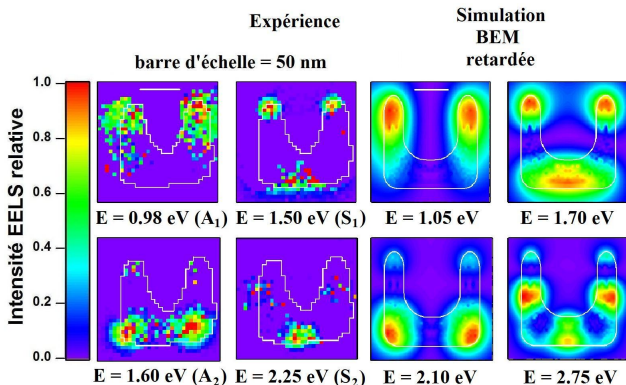 Expérience
Simulation
BEM
retardée
barre d'échelle = 50 nm
Intensité EELS relative
1.0
0.8
0.6
0.4
0.2
0.0
E = 0.98 eV (A₁)
E = 1.50 eV (S₁)
E = 1.05 eV
E = 1.70 eV
E = 1.60 eV (A₂)
E = 2.25 eV (S₂)
E = 2.10 eV
E = 2.75 eV